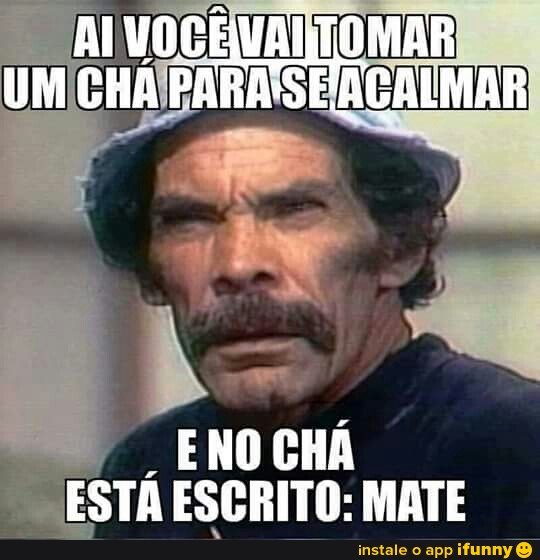 AI VOCÊ VAI TOMAR
UM CHÁ PARA SE ACALMAR
E NO CHÁ
ESTÁ ESCRITO: MATE
instale o app ifunny